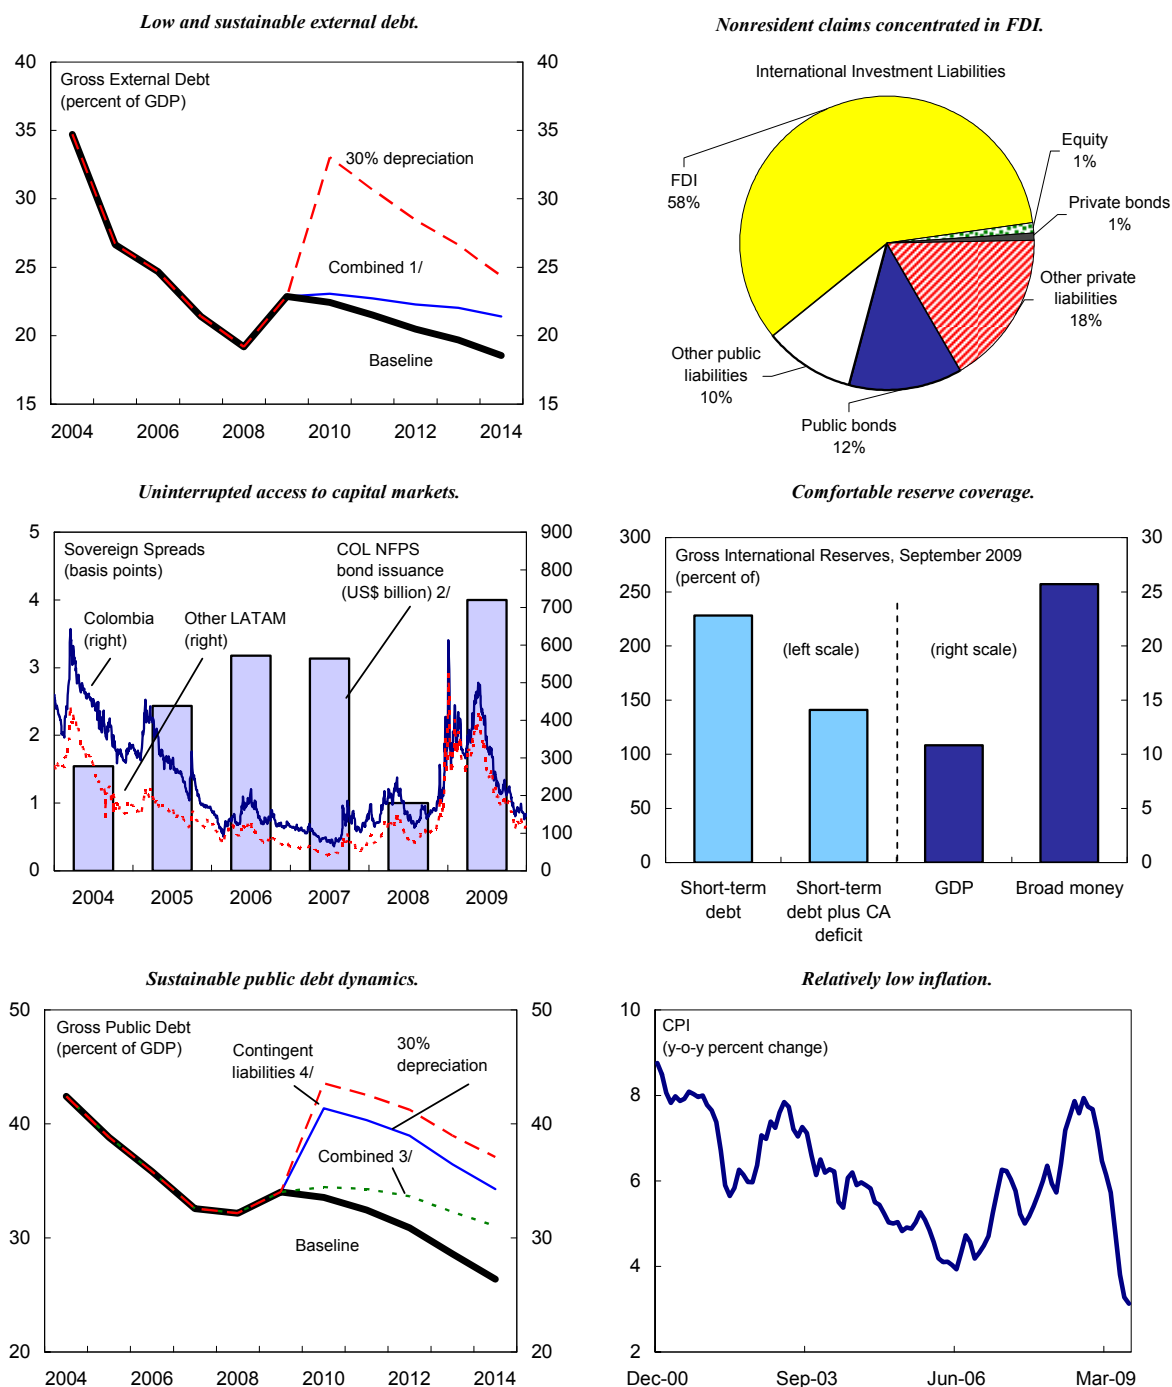 Low and sustainable external debt.
40
35
30
25
20
15
40
35
30
25
20
15
Gross External Debt
(percent of GDP)
30% depreciation
Combined 1/
Baseline
2004 2006 2008 2010 2012 2014
Nonresident claims concentrated in FDI.
International Investment Liabilities
FDI
58%
Equity
1%
Private bonds
1%
Other private
liabilities
18%
Public bonds
12%
Other public
liabilities
10%
Uninterrupted access to capital markets.
5
4
3
2
1
0
900
800
700
600
500
400
300
200
100
0
Sovereign Spreads
(basis points)
COL NFPS
bond issuance
(US$ billion) 2/
Colombia
(right)
Other LATAM
(right)
2004 2005 2006 2007 2008 2009
Comfortable reserve coverage.
300
250
200
150
100
50
0
30
25
20
15
10
5
0
Gross International Reserves, September 2009
(percent of)
(left scale)
(right scale)
Short-term
debt
Short-term
debt plus CA
deficit
GDP
Broad money
Sustainable public debt dynamics.
50
40
30
20
50
40
30
20
Gross Public Debt
(percent of GDP)
Contingent
liabilities 4/
30%
depreciation
Combined 3/
Baseline
2004 2006 2008 2010 2012 2014
Relatively low inflation.
10
8
6
4
2
CPI
(y-o-y percent change)
Dec-00 Sep-03 Jun-06 Mar-09